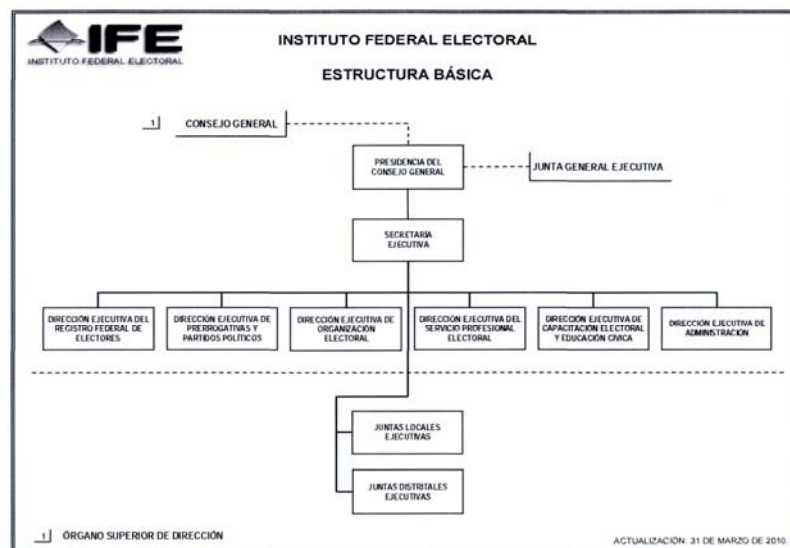 IFE
INSTITUTO FEDERAL ELECTORAL
INSTITUTO FEDERAL ELECTORAL
ESTRUCTURA BÁSICA
1
CONSEJO GENERAL
PRESIDENCIA DEL
CONSEJO GENERAL
JUNTA GENERAL EJECUTIVA
SECRETARÍA
EJECUTIVA
DIRECCIÓN EJECUTIVA DEL
REGISTRO FEDERAL DE
ELECTORES
DIRECCIÓN EJECUTIVA DE
PRERROGATIVAS Y
PARTIDOS POLÍTICOS
DIRECCIÓN EJECUTIVA DE
ORGANIZACIÓN
ELECTORAL
DIRECCIÓN EJECUTIVA DEL
SERVICIO PROFESIONAL
ELECTORAL
DIRECCIÓN EJECUTIVA DE
CAPACITACIÓN ELECTORAL
Y EDUCACIÓN CÍVICA
DIRECCIÓN EJECUTIVA DE
ADMINISTRACIÓN
JUNTAS LOCALES
EJECUTIVAS
JUNTAS DISTRITALES
EJECUTIVAS
1
ÓRGANO SUPERIOR DE DIRECCIÓN
ACTUALIZACIÓN: 31 DE MARZO DE 2010